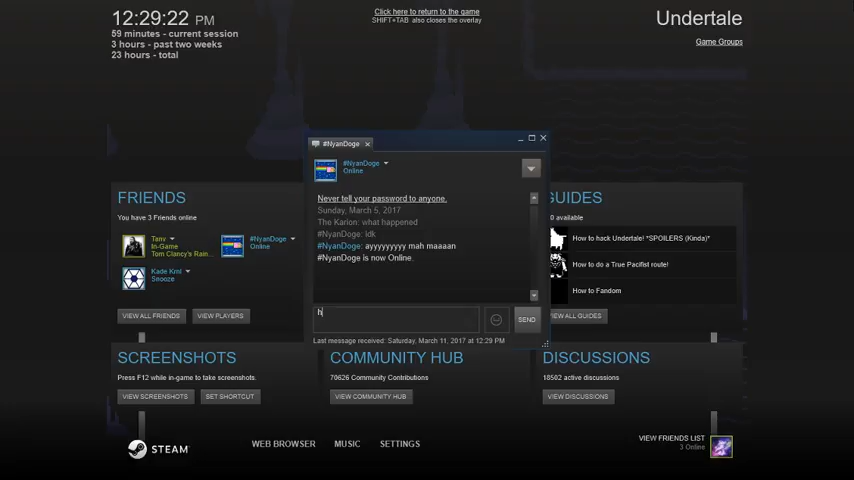 12:29:22 PM
59 minutes - current session
3 hours - past two weeks
23 hours - total
Click here to return to the game
SHIFT+TAB also closes the overlay
Undertale
Game Groups
#NyanDoge
#NyanDoge
Online
Never tell your password to anyone.
Sunday, March 5, 2017
The Karion: what happened
#NyanDoge: Idk
#NyanDoge: ayyyyyyyy mah maaaan
#NyanDoge is now Online.
h
SEND
Last message received: Saturday, March 11, 2017 at 12:29 PM
FRIENDS
You have 3 Friends online
Tanv
In-Game
Tom Clancy's Rain...
#NyanDoge
Online
Kade Kml
Snooze
VIEW ALL FRIENDS
VIEW PLAYERS
GUIDES
0 available
How to hack Undertale! *SPOILERS (Kinda)*
How to do a True Pacifist route!
How to Fandom
VIEW ALL GUIDES
SCREENSHOTS
Press F12 while in-game to take screenshots.
VIEW SCREENSHOTS
SET SHORTCUT
COMMUNITY HUB
70626 Community Contributions
VIEW COMMUNITY HUB
DISCUSSIONS
18502 active discussions
VIEW DISCUSSIONS
STEAM
WEB BROWSER
MUSIC
SETTINGS
VIEW FRIENDS LIST
3 Online